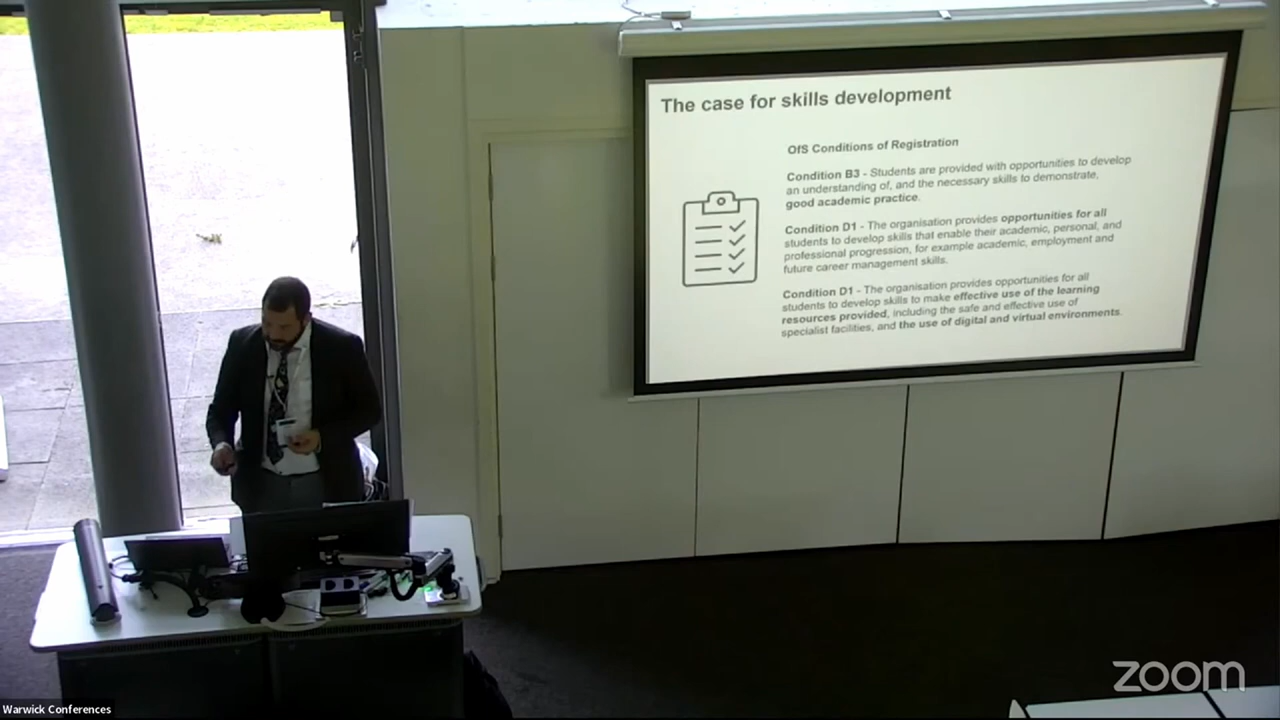 The case for skills development
OfS Conditions of Registration
Condition B3 - Students are provided with opportunities to develop
an understanding of, and the necessary skills to demonstrate,
good academic practice.
Condition D1 - The organisation provides opportunities for all
students to develop skills that enable their academic, personal, and
professional progression, for example academic, employment and
future career management skills.
Condition D1 - The organisation provides opportunities for all
students to develop skills to make effective use of the learning
resources provided, including the safe and effective use of
specialist facilities, and the use of digital and virtual environments.
zoom
Warwick Conferences